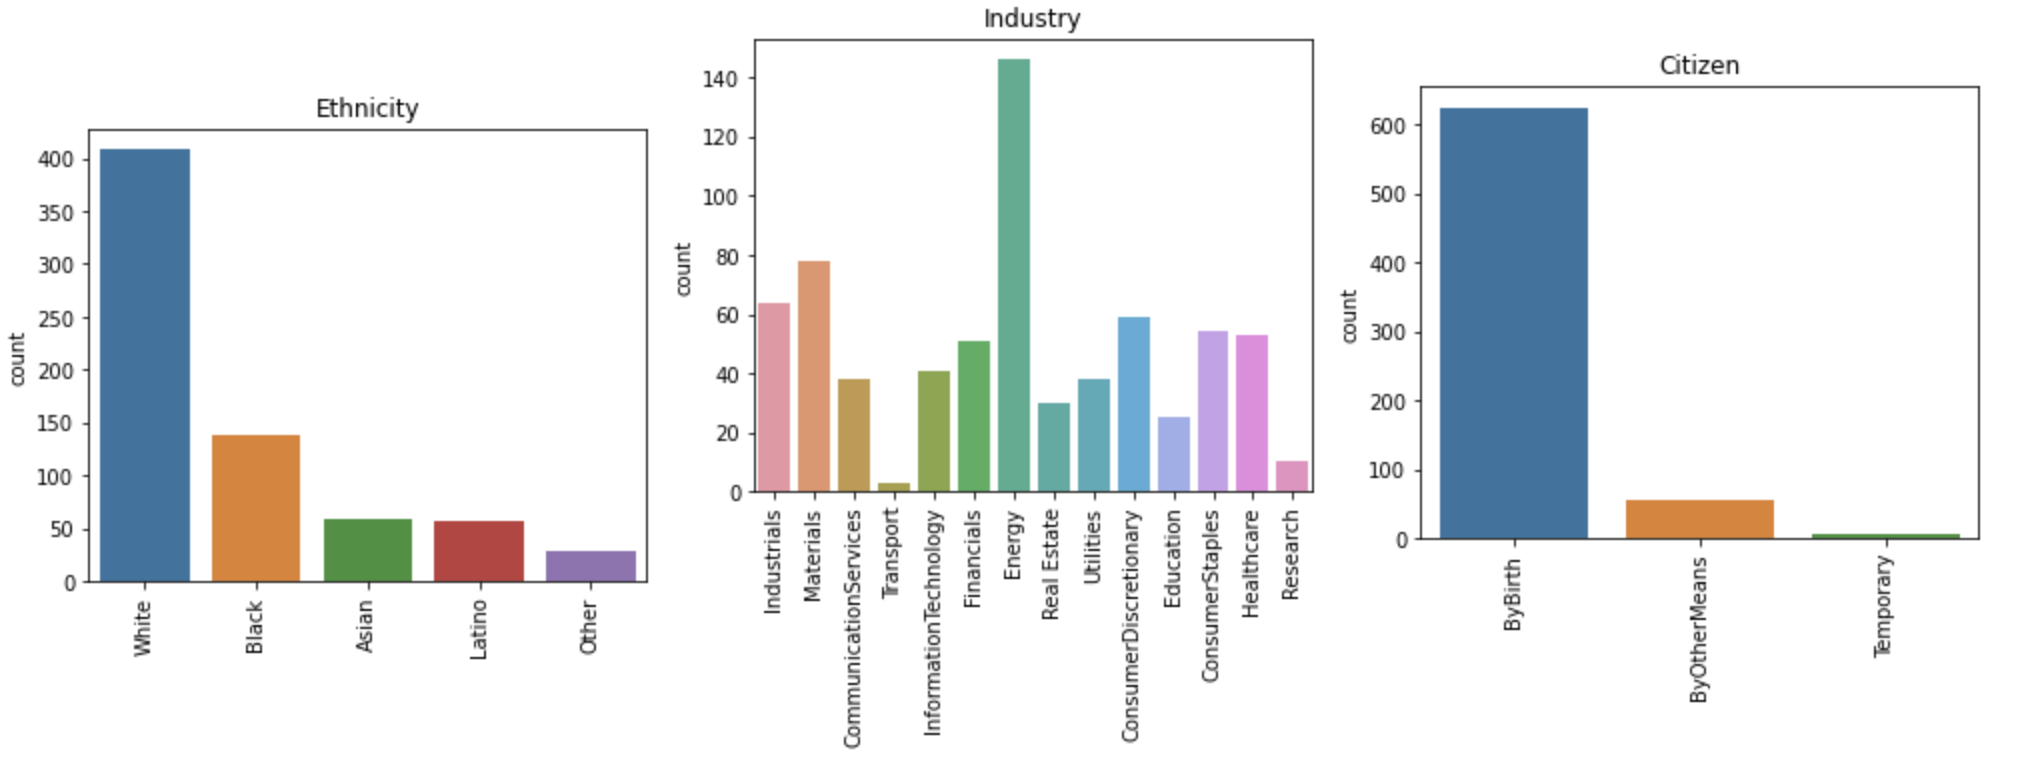 Ethnicity
count
400
350
300
250
200
150
100
50
0
White
Black
Asian
Latino
Other
Industry
count
140
120
100
80
60
40
20
0
Industrials
Materials
CommunicationServices
Transport
InformationTechnology
Financials
Energy
Real Estate
Utilities
ConsumerDiscretionary
Education
ConsumerStaples
Healthcare
Research
Citizen
count
600
500
400
300
200
100
0
ByBirth
ByOtherMeans
Temporary